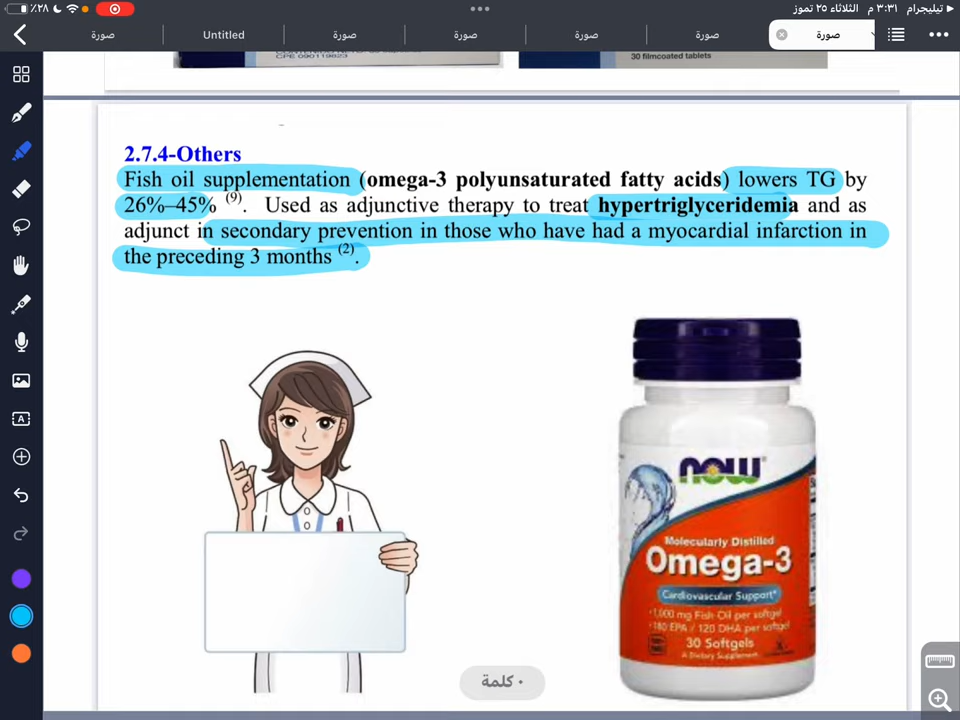 تيليجرام ٣:٣١ م الثلاثاء ٢٥ تموز
٪٢٨
صورة
Untitled
صورة
صورة
صورة
صورة
صورة
CPE 090119823
30 filmcoated tablets
2.7.4-Others
Fish oil supplementation (omega-3 polyunsaturated fatty acids) lowers TG by
26%–45% (9). Used as adjunctive therapy to treat hypertriglyceridemia and as
adjunct in secondary prevention in those who have had a myocardial infarction in
the preceding 3 months (2).
now®
Molecularly Distilled
Omega-3
Cardiovascular Support*
• 1,000 mg Fish Oil per softgel
• 180 EPA / 120 DHA per softgel
30 Softgels
A Dietary Supplement
٠ كلمة